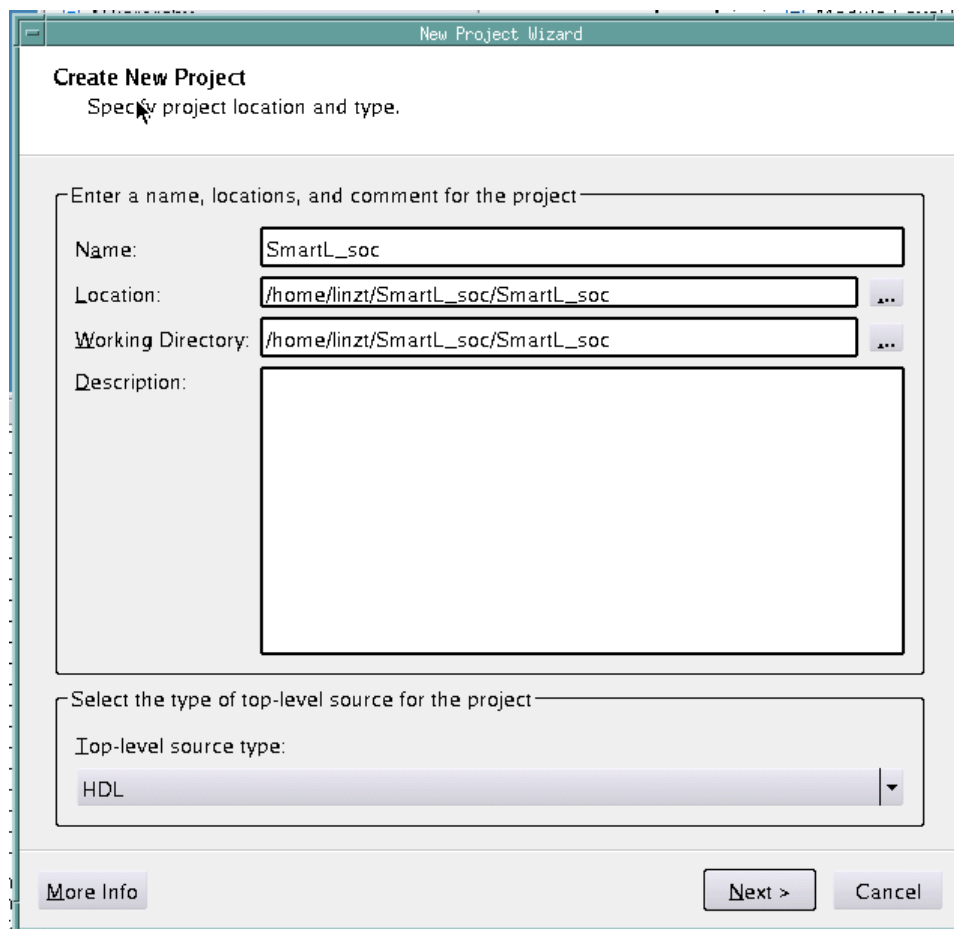 New Project Wizard
Create New Project
Specify project location and type.
Enter a name, locations, and comment for the project
Name:
SmartL_soc
Location:
/home/linzt/SmartL_soc/SmartL_soc
...
Working Directory:
/home/linzt/SmartL_soc/SmartL_soc
...
Description:
Select the type of top-level source for the project
Top-level source type:
HDL
More Info
Next >
Cancel